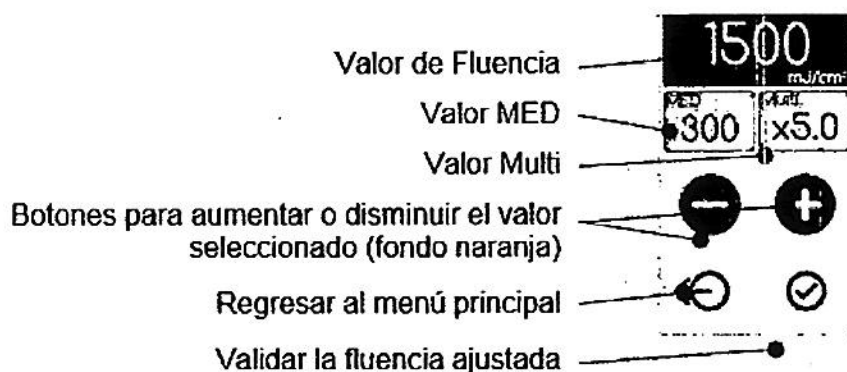 Valor de Fluencia
1500
mJ/cm²
Valor MED
MED
300
Multi.
x5.0
Valor Multi
Botones para aumentar o disminuir el valor
seleccionado (fondo naranja)
Regresar al menú principal
Validar la fluencia ajustada